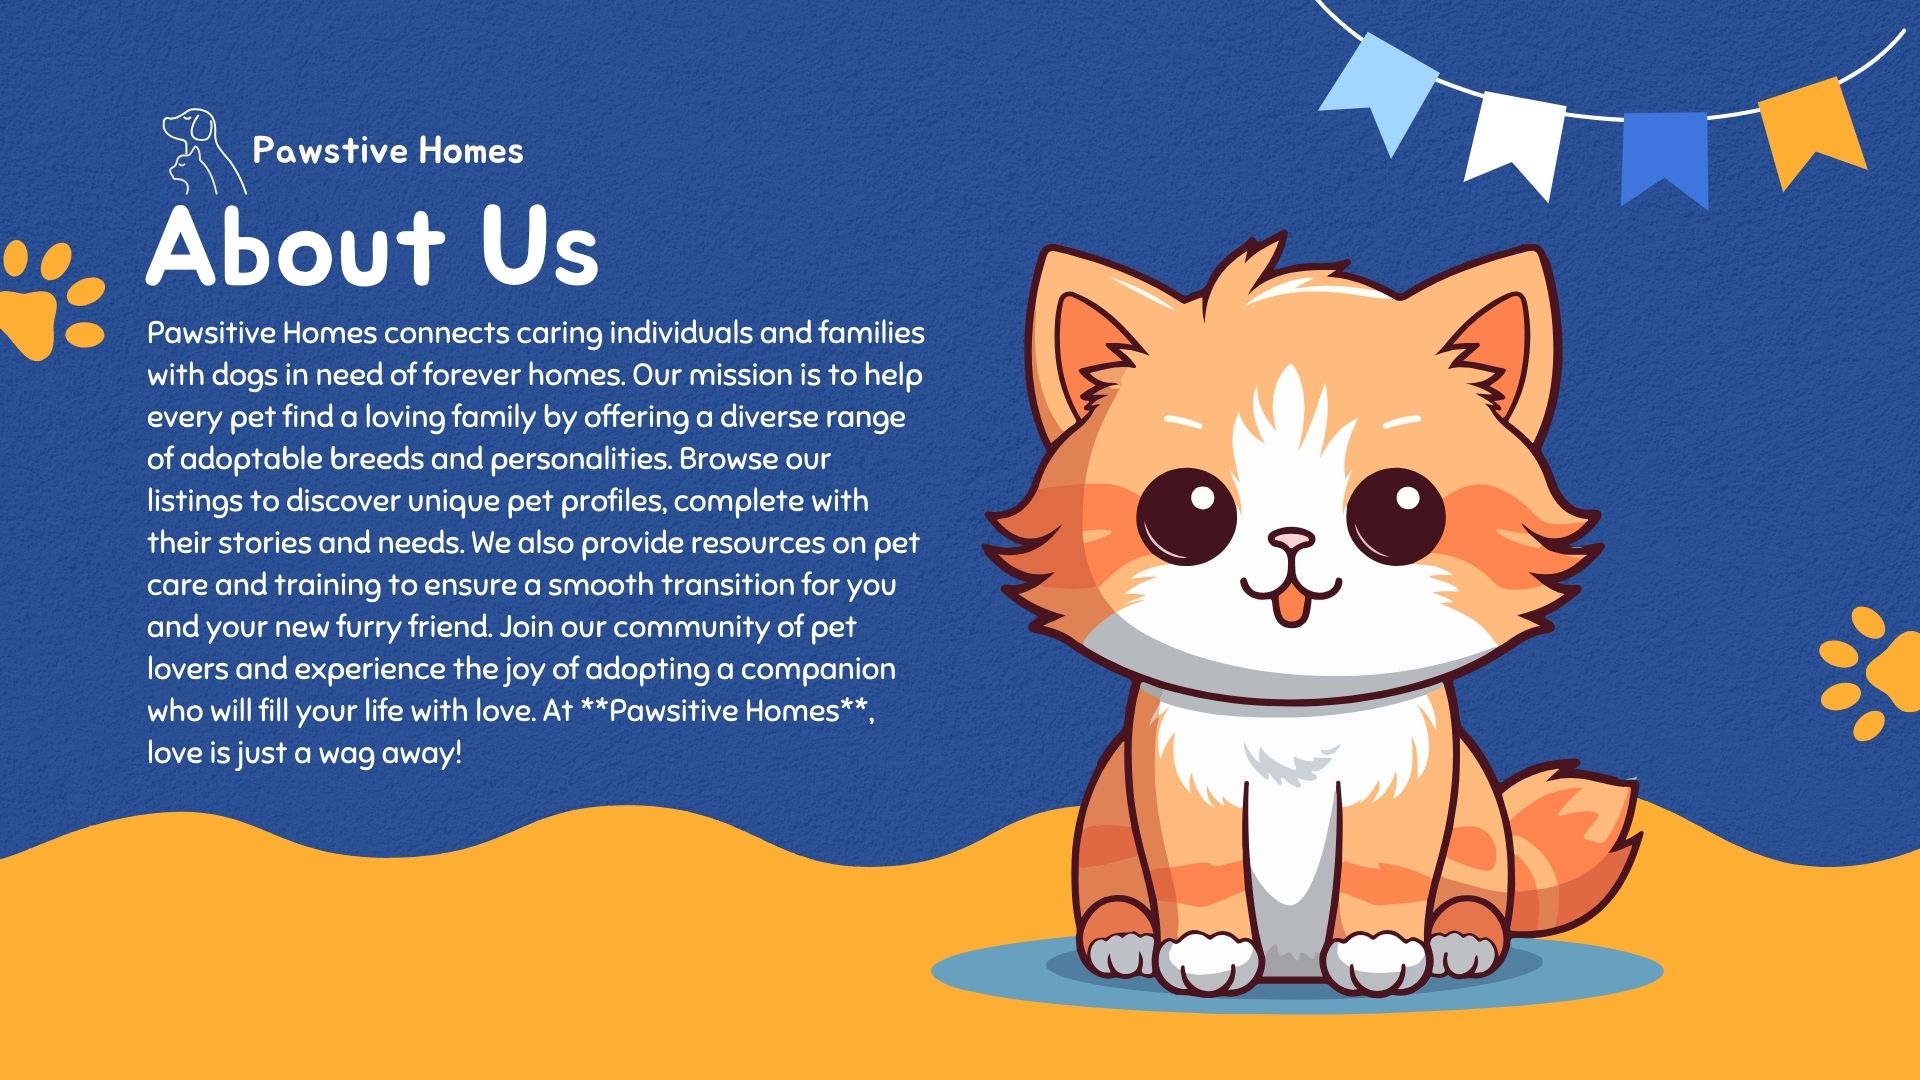 Pawstive Homes
About Us
Pawsitive Homes connects caring individuals and families
with dogs in need of forever homes. Our mission is to help
every pet find a loving family by offering a diverse range
of adoptable breeds and personalities. Browse our
listings to discover unique pet profiles, complete with
their stories and needs. We also provide resources on pet
care and training to ensure a smooth transition for you
and your new furry friend. Join our community of pet
lovers and experience the joy of adopting a companion
who will fill your life with love. At **Pawsitive Homes**,
love is just a wag away!